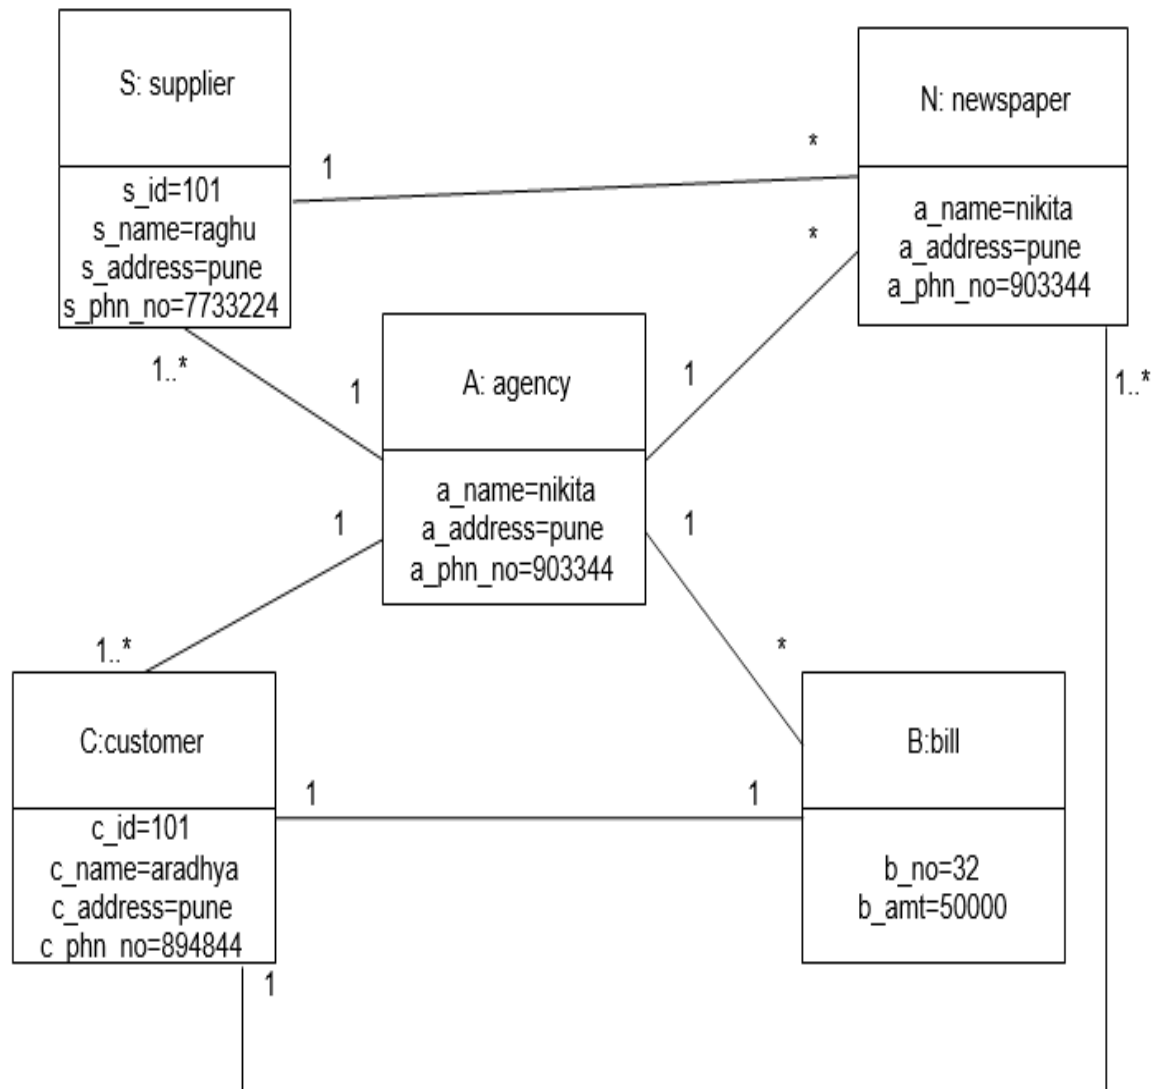 S: supplier
s_id=101
s_name=raghu
s_address=pune
s_phn_no=7733224
N: newspaper
a_name=nikita
a_address=pune
a_phn_no=903344
1
*
*
1..*
1
1
1..*
A: agency
a_name=nikita
a_address=pune
a_phn_no=903344
1
1
1..*
*
C:customer
c_id=101
c_name=aradhya
c_address=pune
c_phn_no=894844
1
1
B:bill
b_no=32
b_amt=50000
1